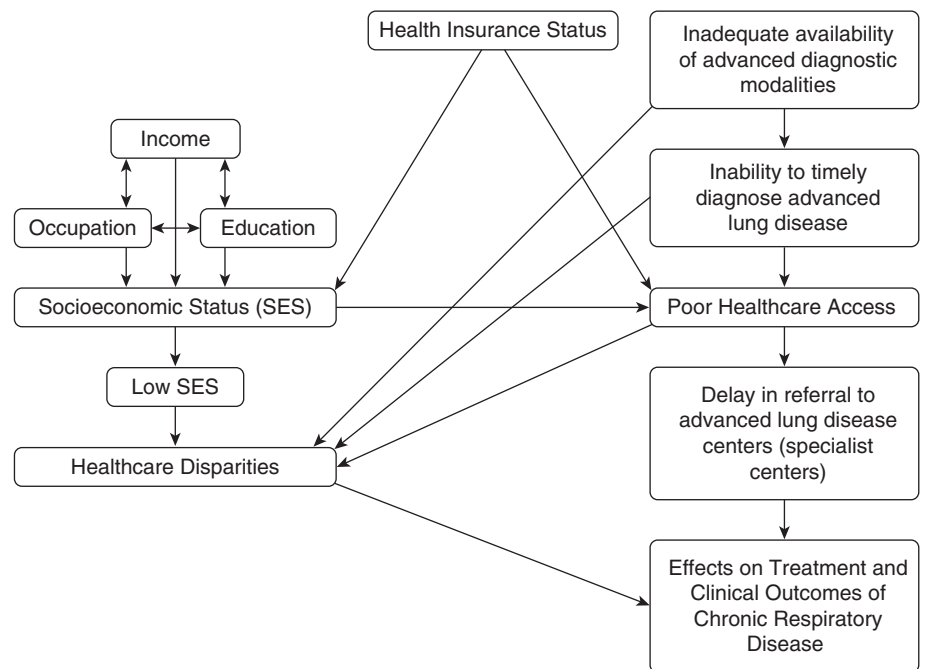 Health Insurance Status
Inadequate availability
of advanced diagnostic
modalities
Income
Inability to timely
diagnose advanced
lung disease
Occupation
Education
Socioeconomic Status (SES)
Poor Healthcare Access
Low SES
Delay in referral to
advanced lung disease
centers (specialist
centers)
Healthcare Disparities
Effects on Treatment and
Clinical Outcomes of
Chronic Respiratory
Disease